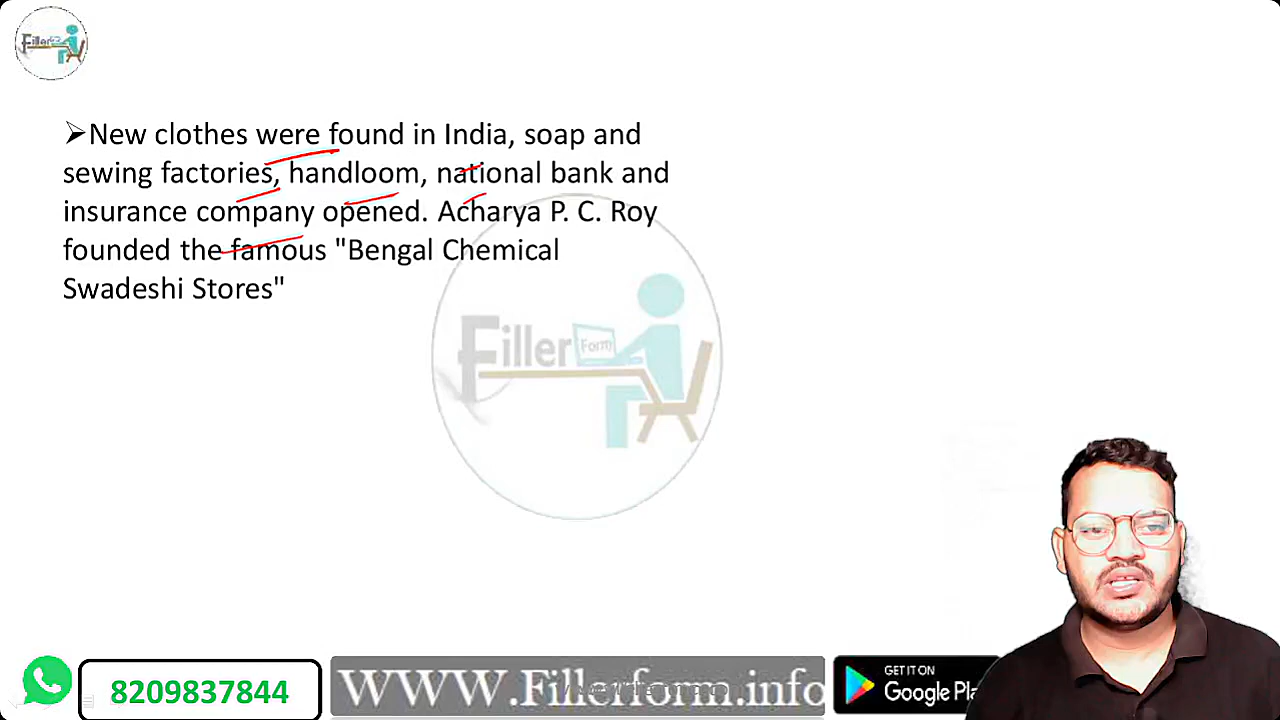 Filler
➢New clothes were found in India, soap and
sewing factories, handloom, national bank and
insurance company opened. Acharya P. C. Roy
founded the famous "Bengal Chemical
Swadeshi Stores"
Filler Form
8209837844
WWW.Fillerform.info
GET IT ON
Google Pla